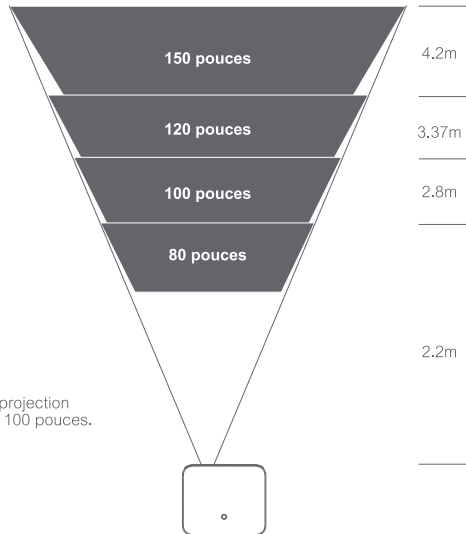 150 pouces
4.2m
120 pouces
3.37m
100 pouces
2.8m
80 pouces
2.2m
projection
100 pouces.